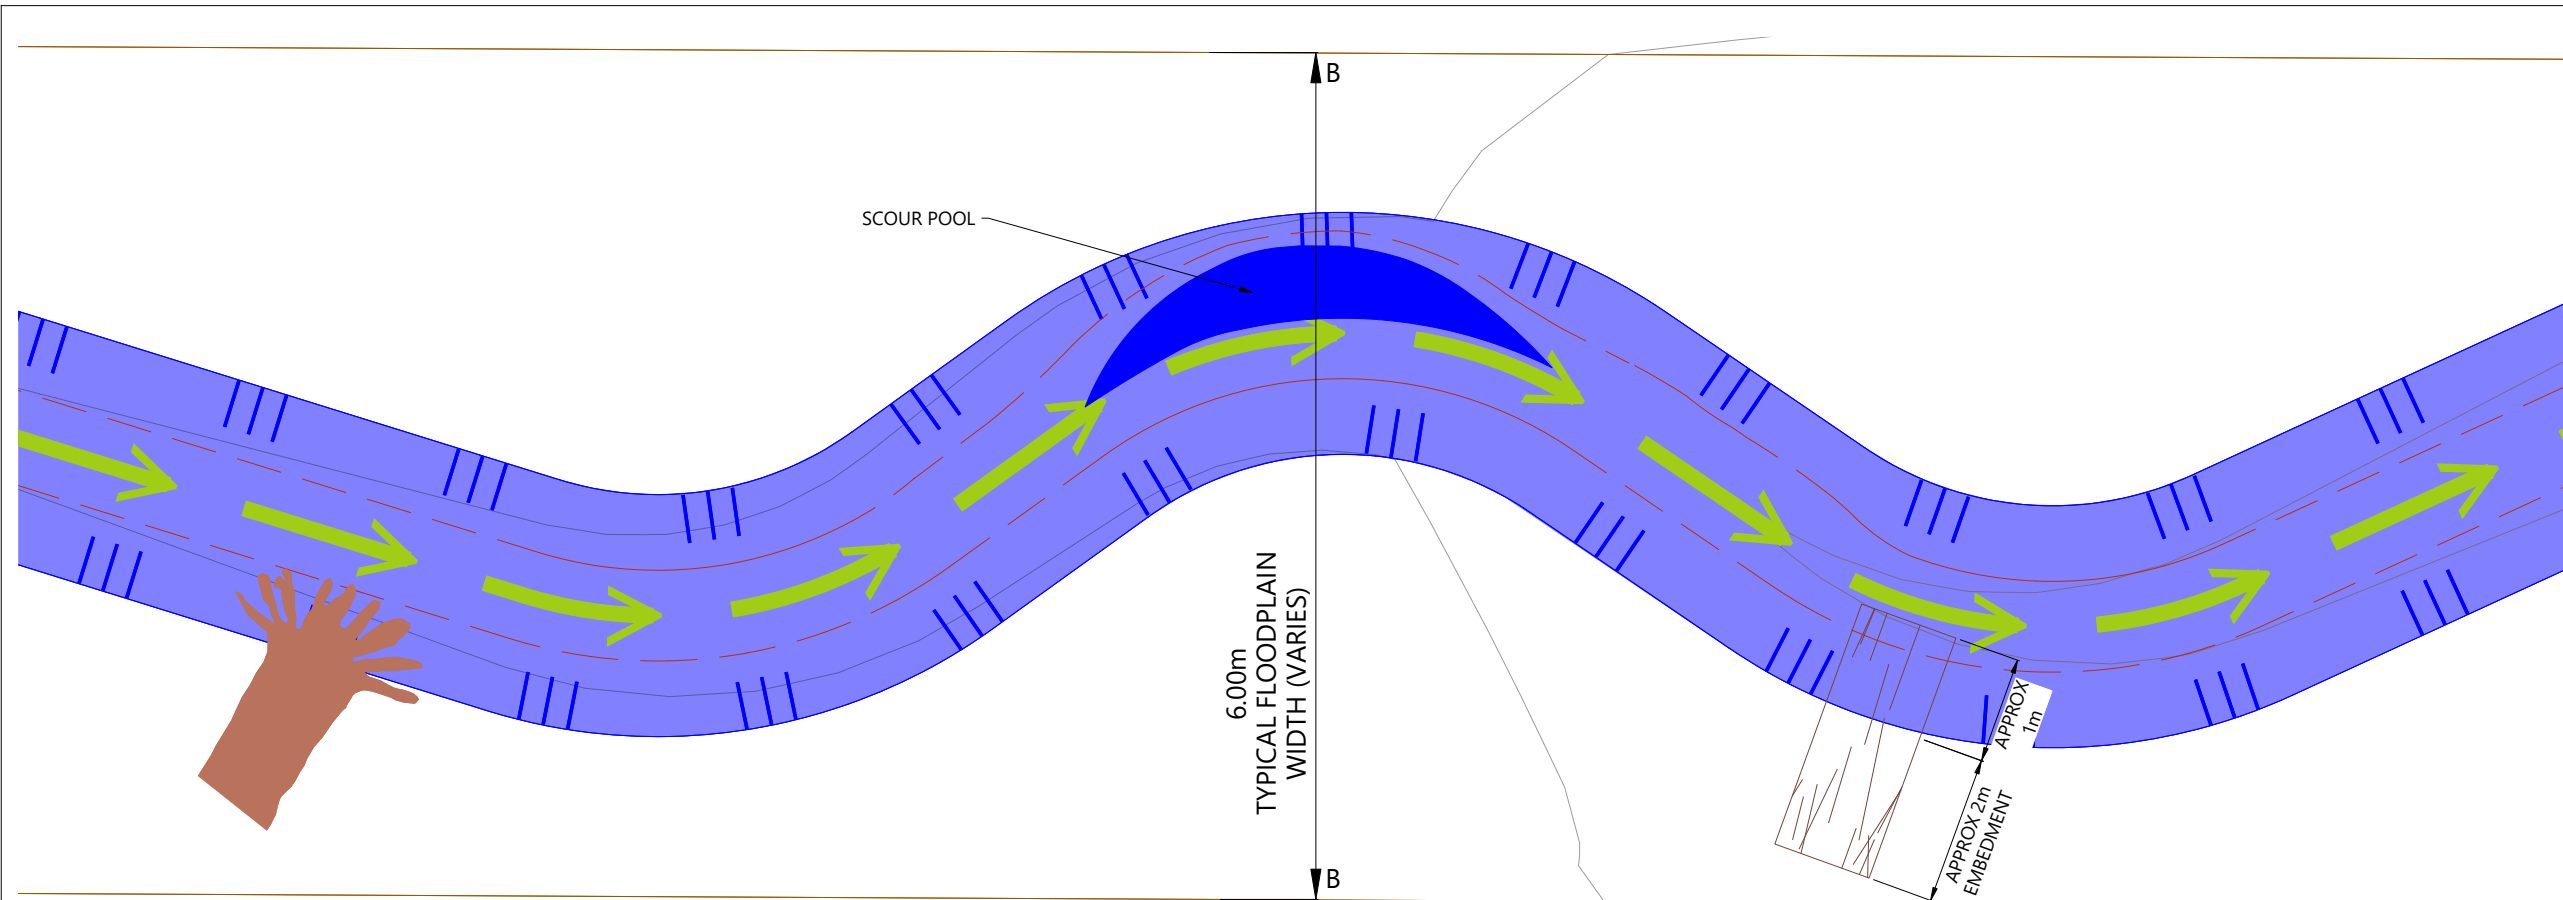 B
SCOUR POOL
6.00m
TYPICAL FLOODPLAIN
WIDTH (VARIES)
APPROX
1m
APPROX 2m
EMBEDMENT
B